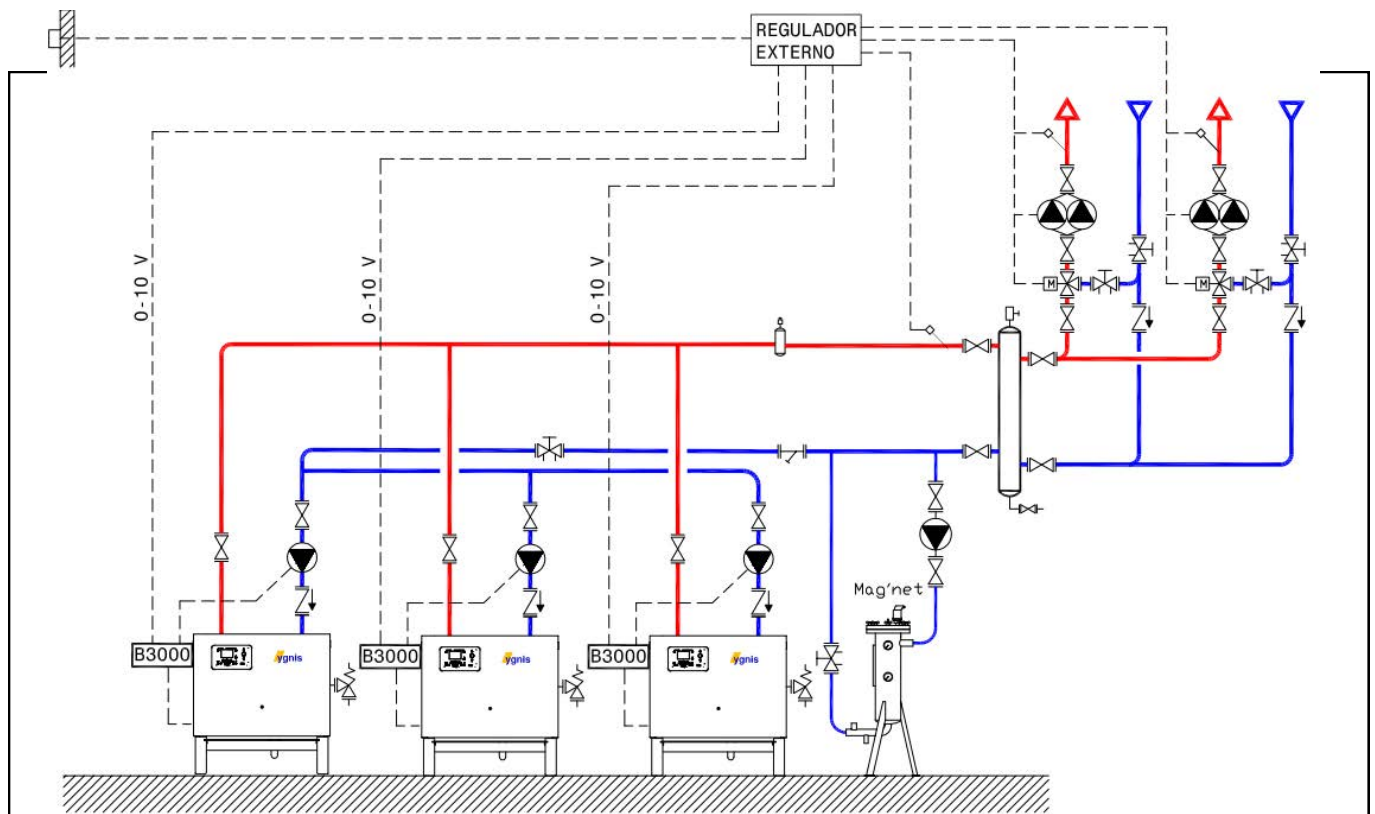 REGULADOR
EXTERNO
0-10 V
0-10 V
0-10 V
Mag'net
B3000
ygnis
B3000
ygnis
B3000
ygnis
M
M